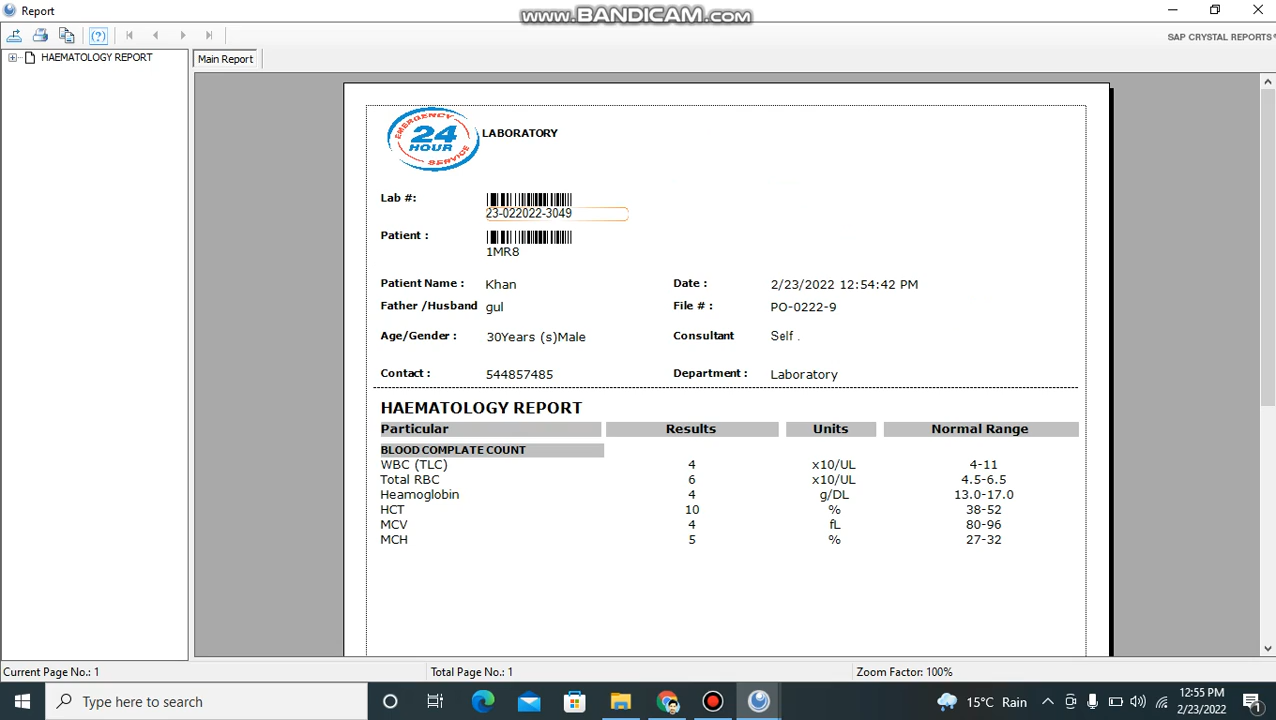 Report
www.BANDICAM.com
SAP CRYSTAL REPORTS®
HAEMATOLOGY REPORT
Main Report
EMERGENCY
24
HOUR
SERVICE
LABORATORY
Lab #:
23-022022-3049
Patient :
1MR8
Patient Name : Khan Date : 2/23/2022 12:54:42 PM
Father /Husband gul File # : PO-0222-9
Age/Gender : 30Years (s)Male Consultant Self .
Contact : 544857485 Department : Laboratory
HAEMATOLOGY REPORT
Particular Results Units Normal Range
BLOOD COMPLATE COUNT
WBC (TLC) 4 x10/UL 4-11
Total RBC 6 x10/UL 4.5-6.5
Heamoglobin 4 g/DL 13.0-17.0
HCT 10 % 38-52
MCV 4 fL 80-96
MCH 5 % 27-32
Current Page No.: 1 Total Page No.: 1 Zoom Factor: 100%
Type here to search
15°C Rain
12:55 PM
2/23/2022
1